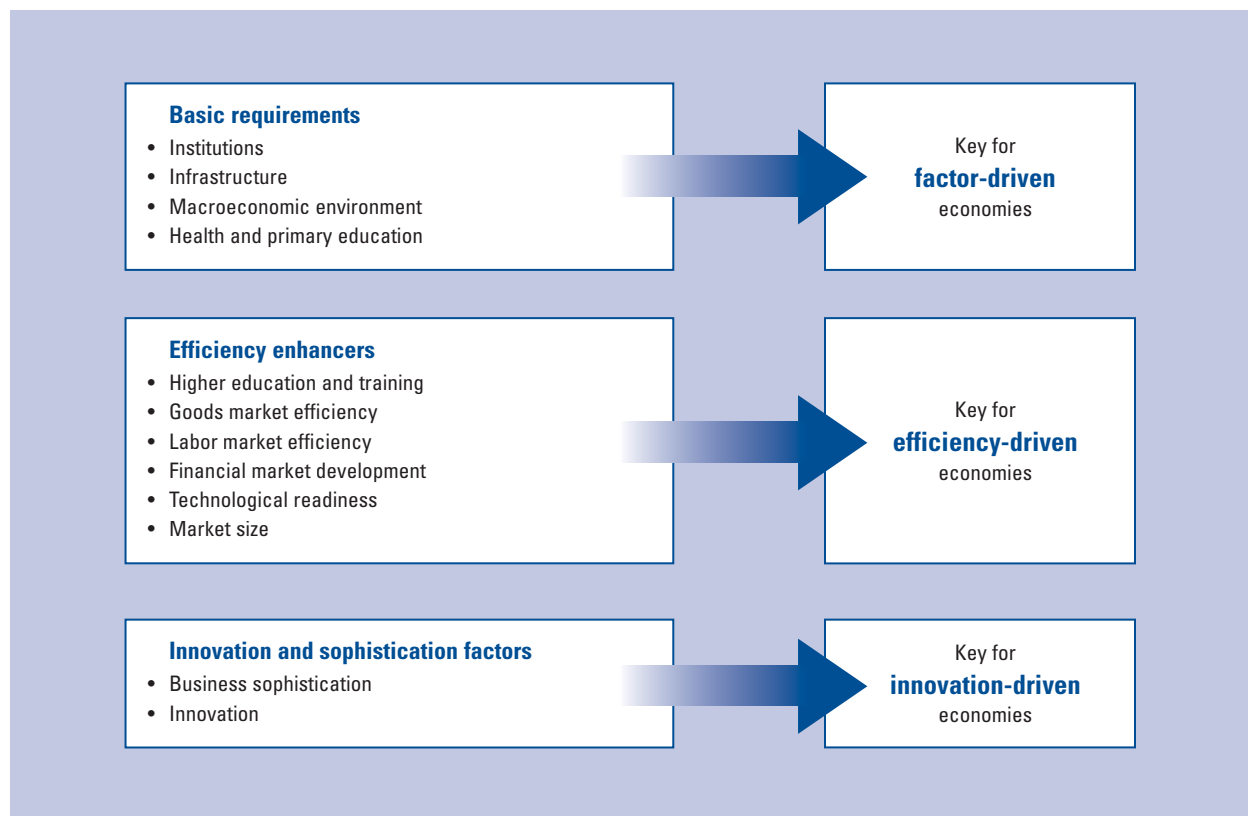 Basic requirements
• Institutions
• Infrastructure
• Macroeconomic environment
• Health and primary education
Key for
factor-driven
economies
Efficiency enhancers
• Higher education and training
• Goods market efficiency
• Labor market efficiency
• Financial market development
• Technological readiness
• Market size
Key for
efficiency-driven
economies
Innovation and sophistication factors
• Business sophistication
• Innovation
Key for
innovation-driven
economies